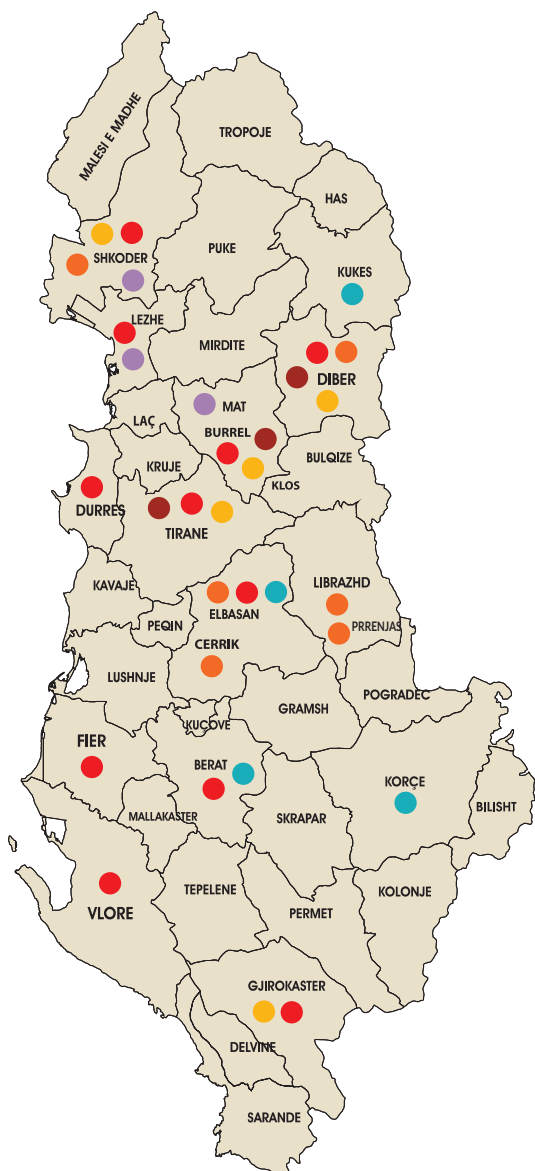 MALESI E MADHE
TROPOJE
HAS
PUKE
SHKODER
KUKES
LEZHE
MIRDITE
DIBER
MAT
LAÇ
BURREL
BULQIZE
KRUJE
KLOS
DURRES
TIRANE
KAVAJE
LIBRAZHD
ELBASAN
PEQIN
PRRENJAS
CERRIK
LUSHNJE
POGRADEC
GRAMSH
KUÇOVE
FIER
BERAT
KORÇE
BILISHT
MALLAKASTER
SKRAPAR
TEPELENE
KOLONJE
VLORE
PERMET
GJIROKASTER
DELVINE
SARANDE